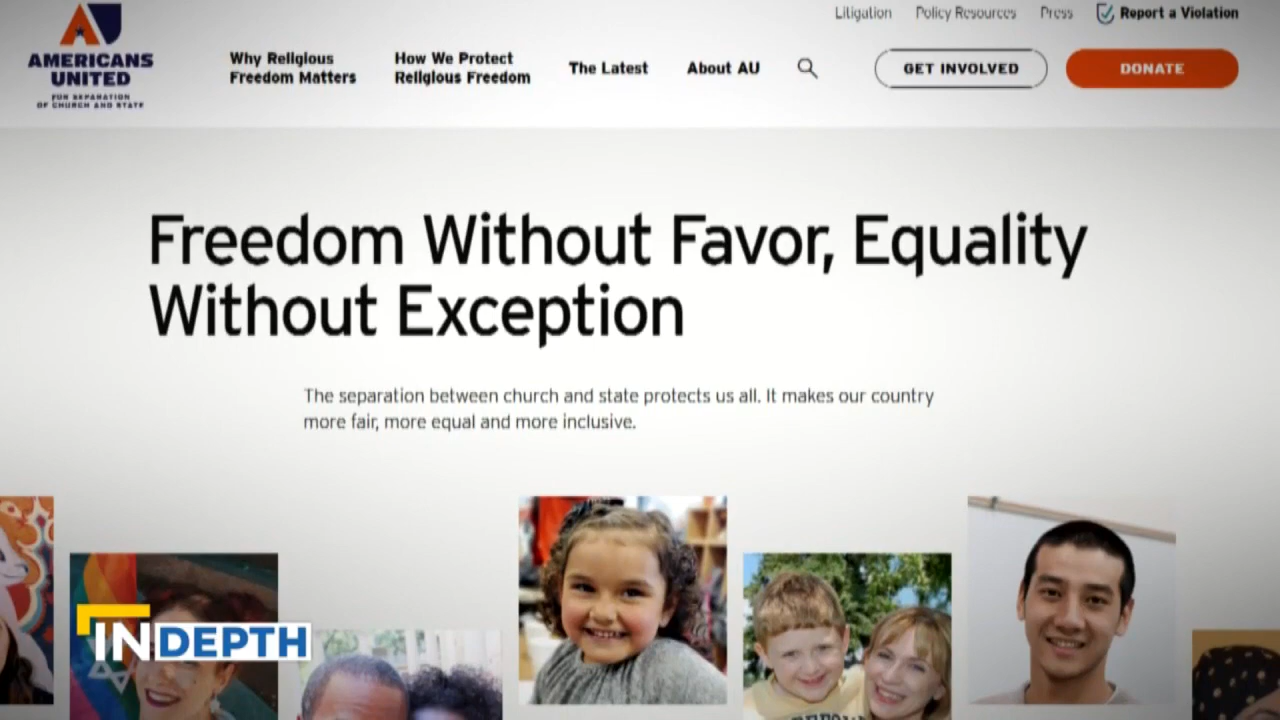 Litigation Policy Resources Press Report a Violation
AMERICANS
UNITED
FOR SEPARATION
OF CHURCH AND STATE
Why Religious
Freedom Matters
How We Protect
Religious Freedom
The Latest
About AU
GET INVOLVED
DONATE
Freedom Without Favor, Equality
Without Exception
The separation between church and state protects us all. It makes our country
more fair, more equal and more inclusive.
INDEPTH